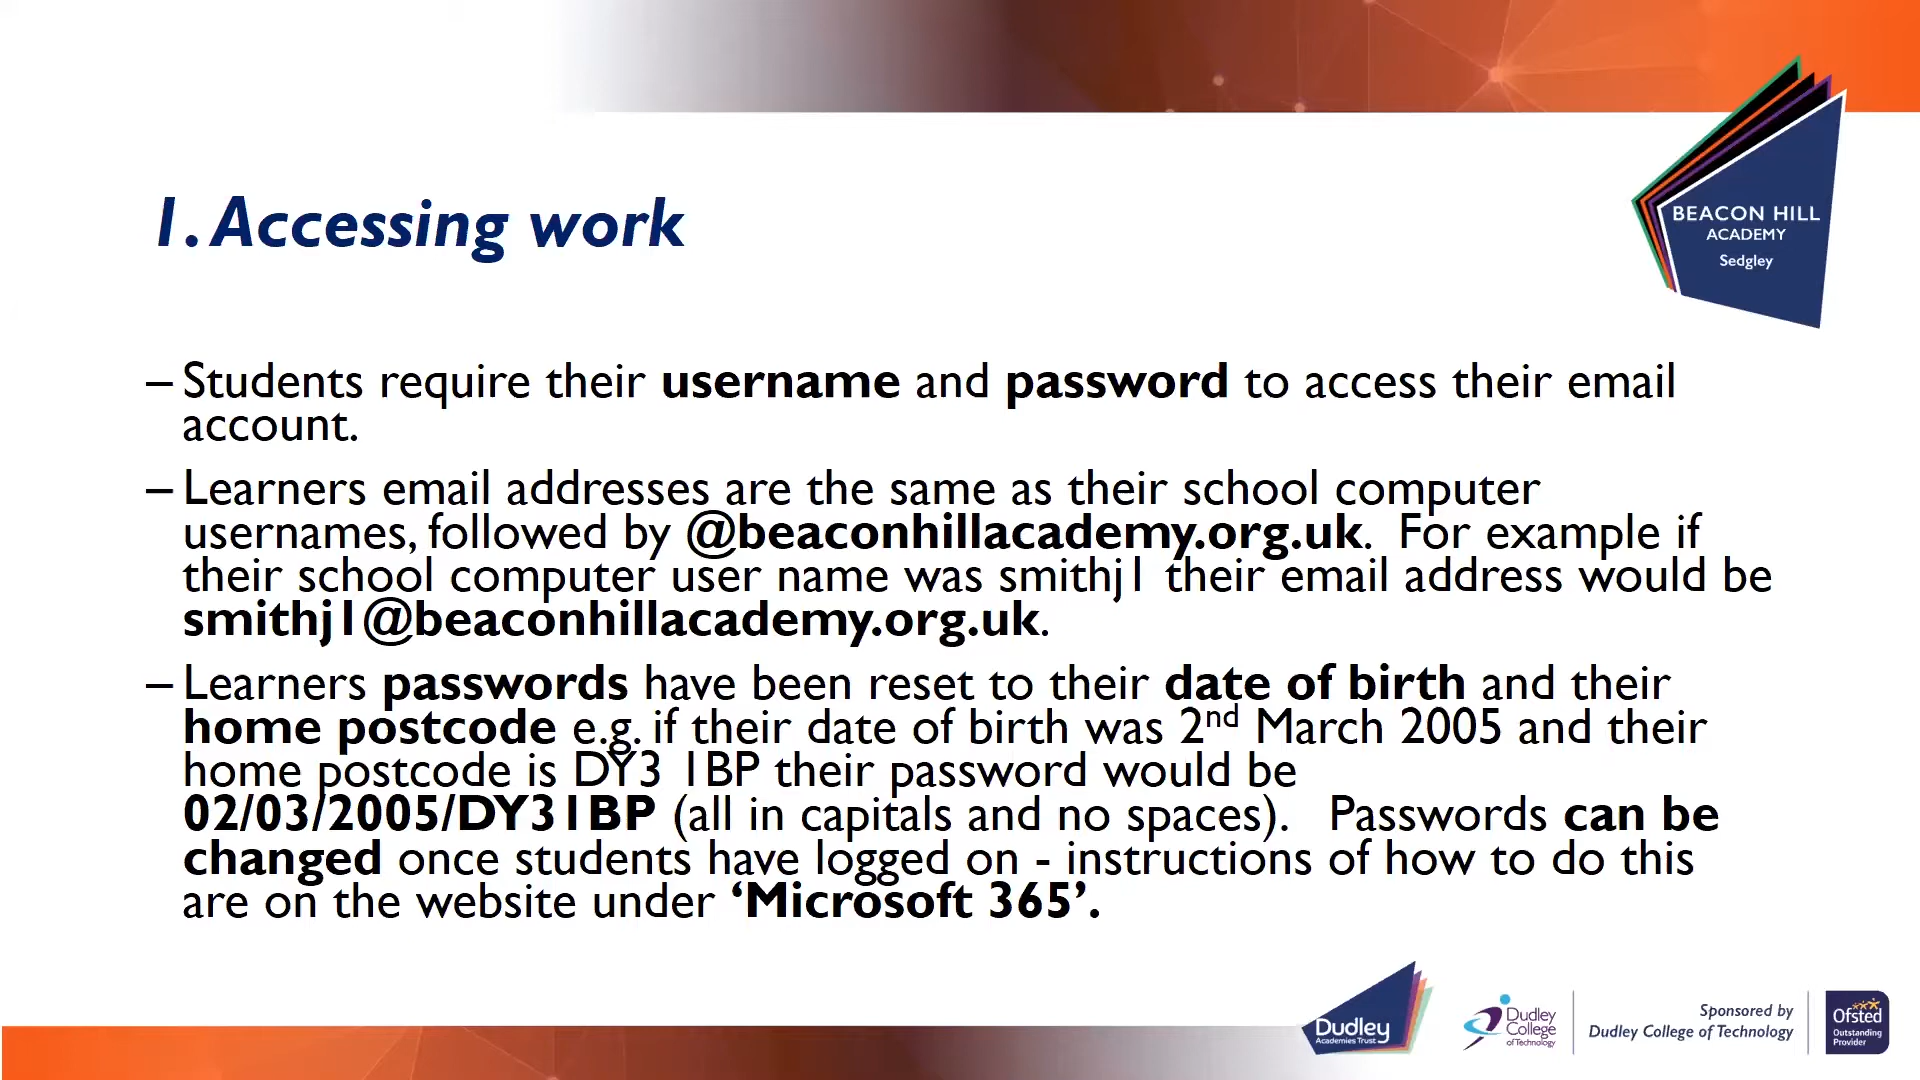 BEACON HILL
ACADEMY
Sedgley
1. Accessing work
– Students require their username and password to access their email
account.
– Learners email addresses are the same as their school computer
usernames, followed by @beaconhillacademy.org.uk. For example if
their school computer user name was smithj1 their email address would be
smithj1@beaconhillacademy.org.uk.
– Learners passwords have been reset to their date of birth and their
home postcode e.g. if their date of birth was 2nd March 2005 and their
home postcode is DY3 1BP their password would be
02/03/2005/DY31BP (all in capitals and no spaces). Passwords can be
changed once students have logged on - instructions of how to do this
are on the website under ‘Microsoft 365’.
Dudley
Academies Trust
Dudley
College
of Technology
Sponsored by
Dudley College of Technology
Ofsted
Outstanding
Provider